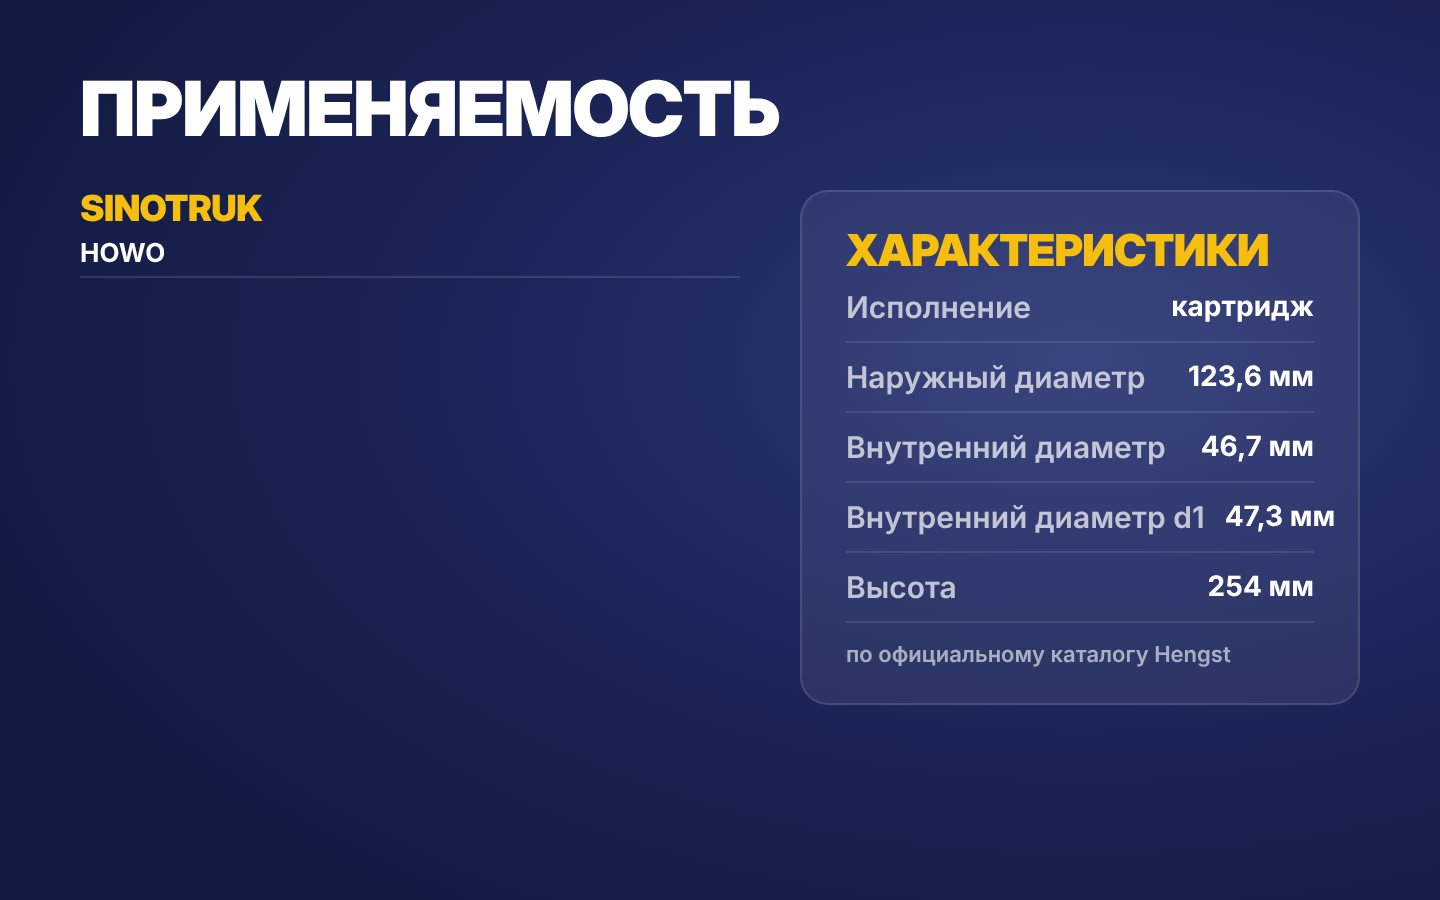 ПРИМЕНЯЕМОСТЬ
SINOTRUK
HOWO
ХАРАКТЕРИСТИКИ
Исполнение картридж
Наружный диаметр 123,6 мм
Внутренний диаметр 46,7 мм
Внутренний диаметр d1 47,3 мм
Высота 254 мм
по официальному каталогу Hengst